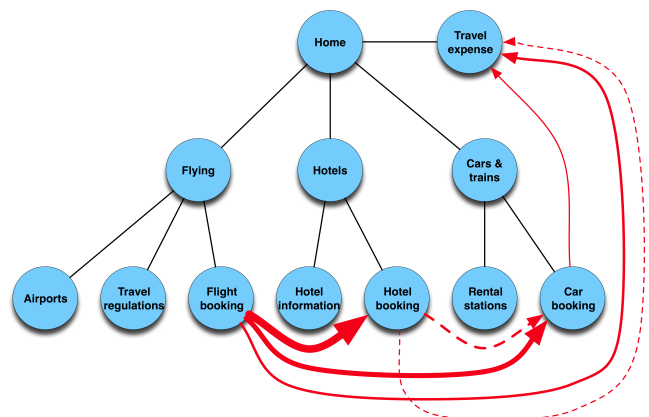 Home
Travel
expense
Flying
Hotels
Cars &
trains
Airports
Travel
regulations
Flight
booking
Hotel
information
Hotel
booking
Rental
stations
Car
booking